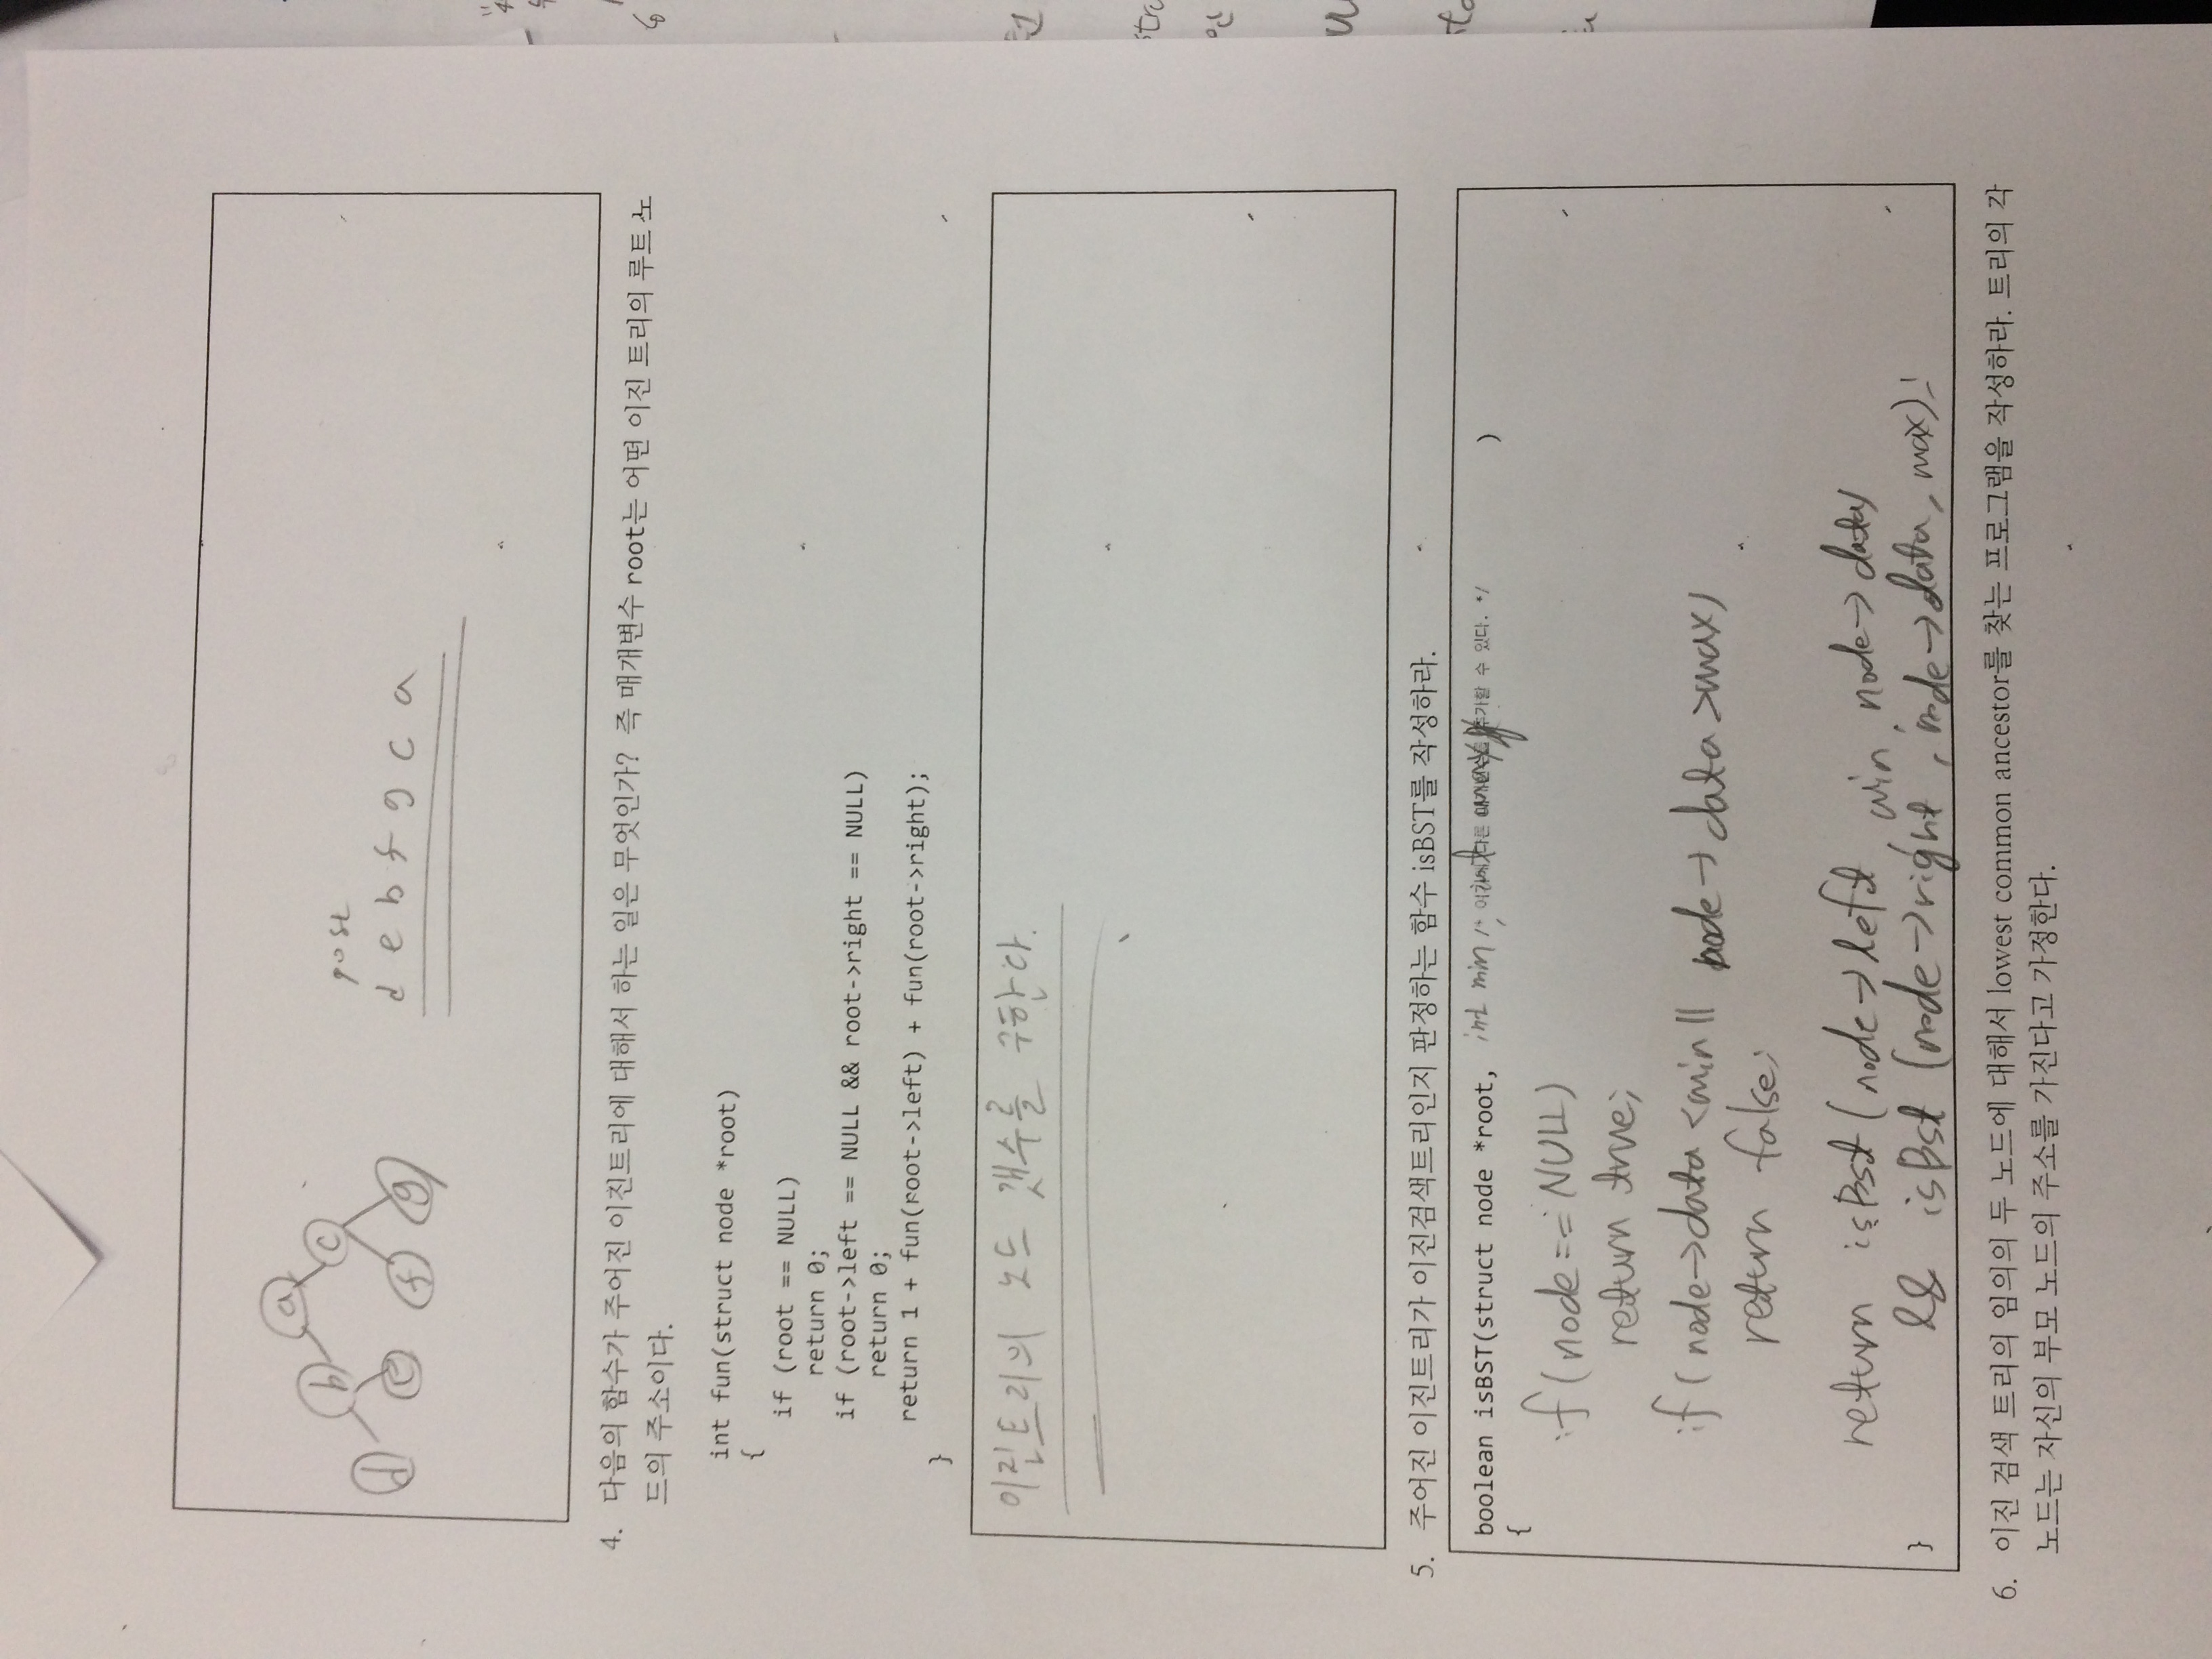 a
b c
d e f g
post
d e b f g c a
4. 다음의 함수가 주어진 이진트리에 대해서 하는 일은 무엇인가? 즉 매개변수 root는 어떤 이진 트리의 루트 노
드의 주소이다.
int fun(struct node *root)
{
if (root == NULL)
return 0;
if (root->left == NULL && root->right == NULL)
return 0;
return 1 + fun(root->left) + fun(root->right);
}
이진트리의 노드 갯수를 구한다.
5. 주어진 이진트리가 이진검색트리인지 판정하는 함수 isBST를 작성하라.
boolean isBST(struct node *root, int min, int /* 여기에 다른 매개변수를 추가할 수 있다. */ )
{
if(node==NULL)
return true;
if(node->data <min || node->data >max)
return false;
return isBst(node->left, min, node->data)
&& isBst (node->right, node->data, max);
}
6. 이진 검색 트리의 임의의 두 노드에 대해서 lowest common ancestor를 찾는 프로그램을 작성하라. 트리의 각
노드는 자신의 부모 노드의 주소를 가진다고 가정한다.